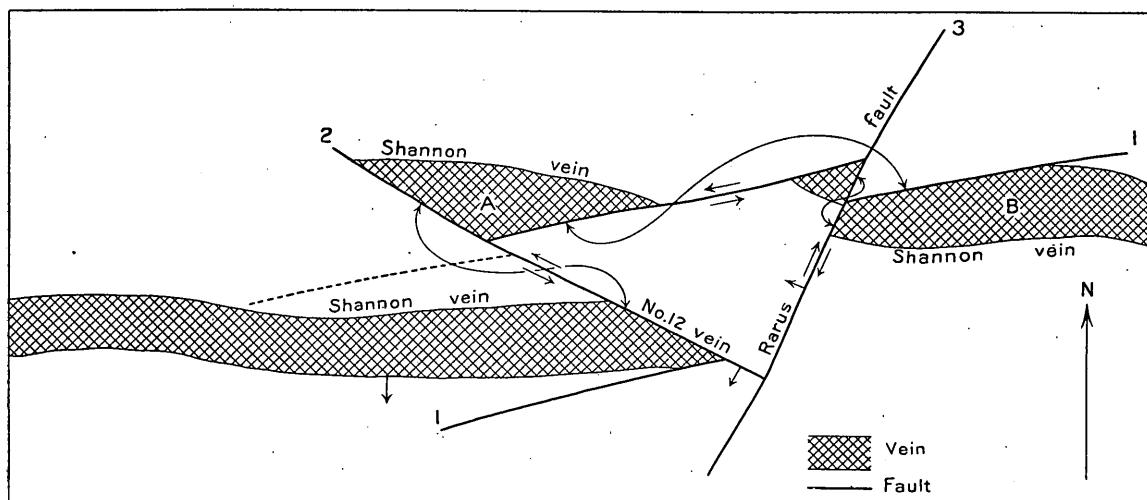 3
fault
1
2
Shannon vein
A
B
Shannon vein
Shannon vein
No.12 vein
Rarus
N
1
Vein
Fault